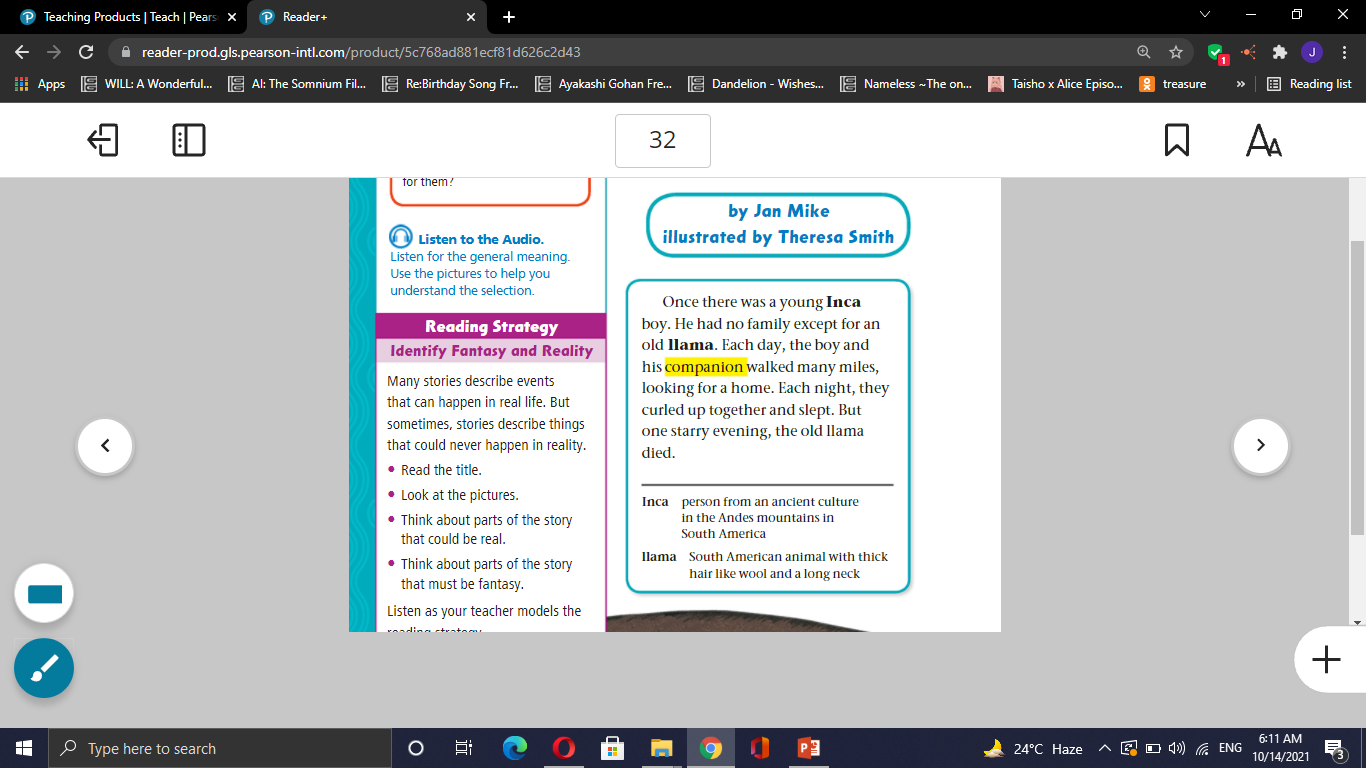 Teaching Products | Teach | Pears
Reader+
reader-prod.gls.pearson-intl.com/product/5c768ad881ecf81d626c2d43
1
J
Apps
WILL: A Wonderful...
AI: The Somnium Fil...
Re:Birthday Song Fr...
Ayakashi Gohan Fre...
Dandelion - Wishes...
Nameless ~The on...
Taisho x Alice Episo...
treasure
»
Reading list
32
AA
for them?
Listen to the Audio.
Listen for the general meaning.
Use the pictures to help you
understand the selection.
Reading Strategy
Identify Fantasy and Reality
Many stories describe events
that can happen in real life. But
sometimes, stories describe things
that could never happen in reality.
• Read the title.
• Look at the pictures.
• Think about parts of the story
that could be real.
• Think about parts of the story
that must be fantasy.
Listen as your teacher models the
reading strategy.
by Jan Mike
illustrated by Theresa Smith
Once there was a young Inca
boy. He had no family except for an
old llama. Each day, the boy and
his companion walked many miles,
looking for a home. Each night, they
curled up together and slept. But
one starry evening, the old llama
died.
Inca person from an ancient culture
in the Andes mountains in
South America
llama South American animal with thick
hair like wool and a long neck
Type here to search
24°C Haze
ENG
6:11 AM
10/14/2021
3